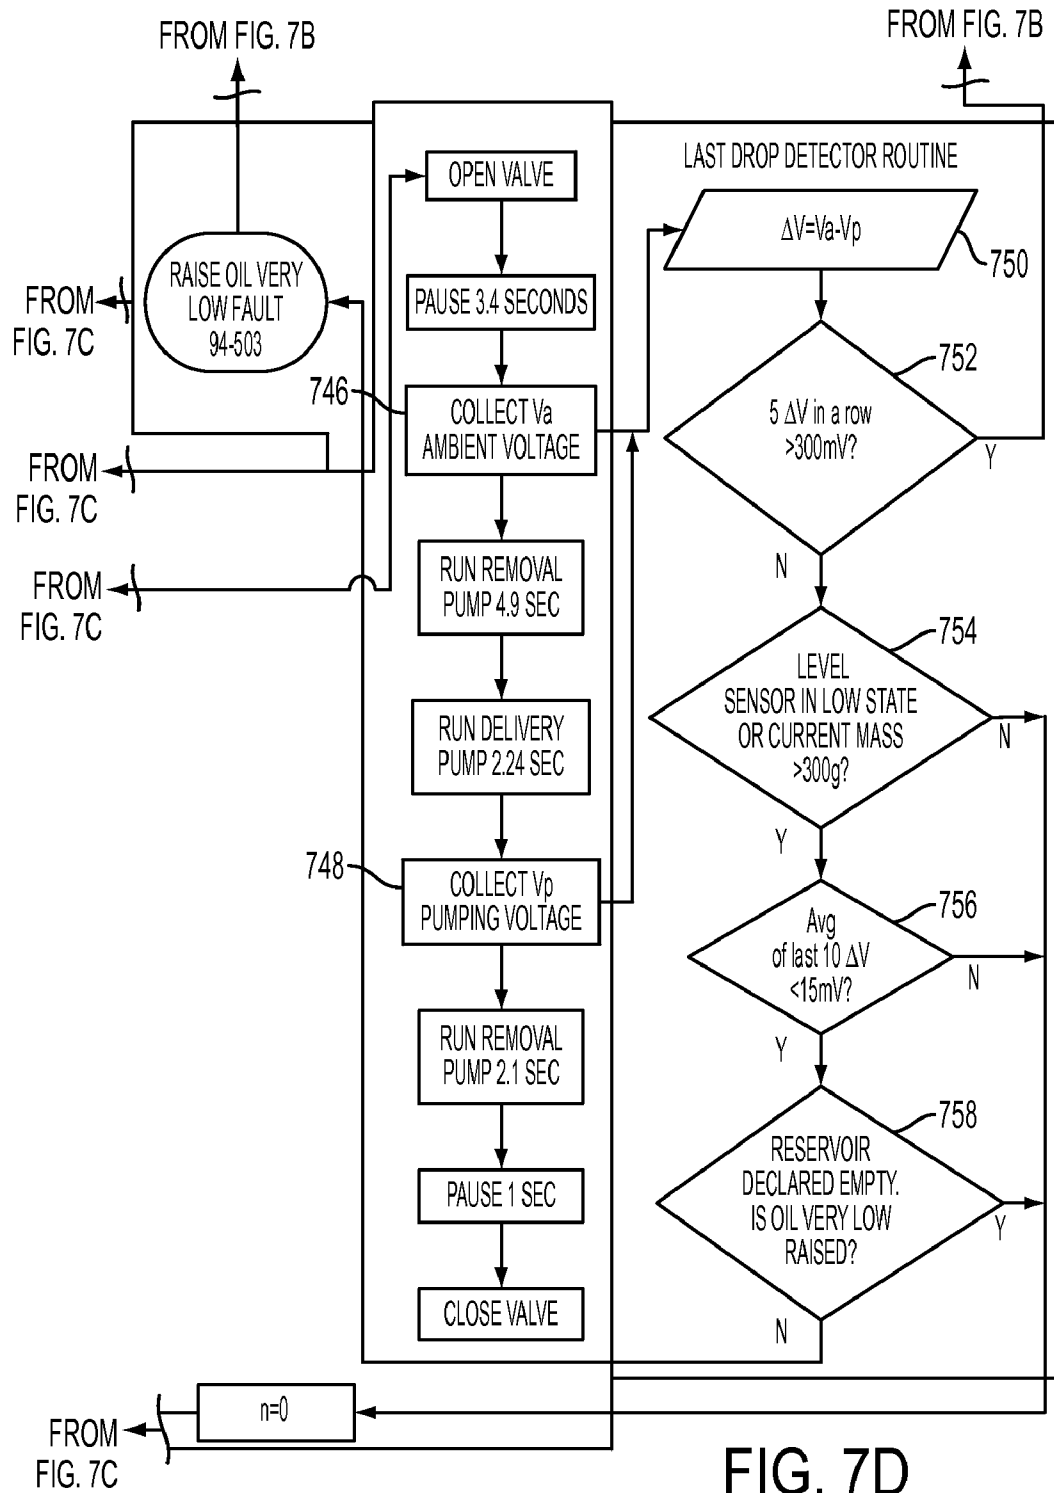 FROM FIG. 7B
FROM FIG. 7B
LAST DROP DETECTOR ROUTINE
OPEN VALVE
ΔV=Va-Vp
750
RAISE OIL VERY
LOW FAULT
94-503
FROM
FIG. 7C
PAUSE 3.4 SECONDS
752
746
COLLECT Va
AMBIENT VOLTAGE
5 ΔV in a row
>300mV?
Y
N
FROM
FIG. 7C
RUN REMOVAL
PUMP 4.9 SEC
FROM
FIG. 7C
754
LEVEL
SENSOR IN LOW STATE
OR CURRENT MASS
>300g?
N
Y
RUN DELIVERY
PUMP 2.24 SEC
748
COLLECT Vp
PUMPING VOLTAGE
756
Avg
of last 10 ΔV
<15mV?
N
Y
RUN REMOVAL
PUMP 2.1 SEC
758
RESERVOIR
DECLARED EMPTY.
IS OIL VERY LOW
RAISED?
Y
N
PAUSE 1 SEC
CLOSE VALVE
n=0
FROM
FIG. 7C
FIG. 7D